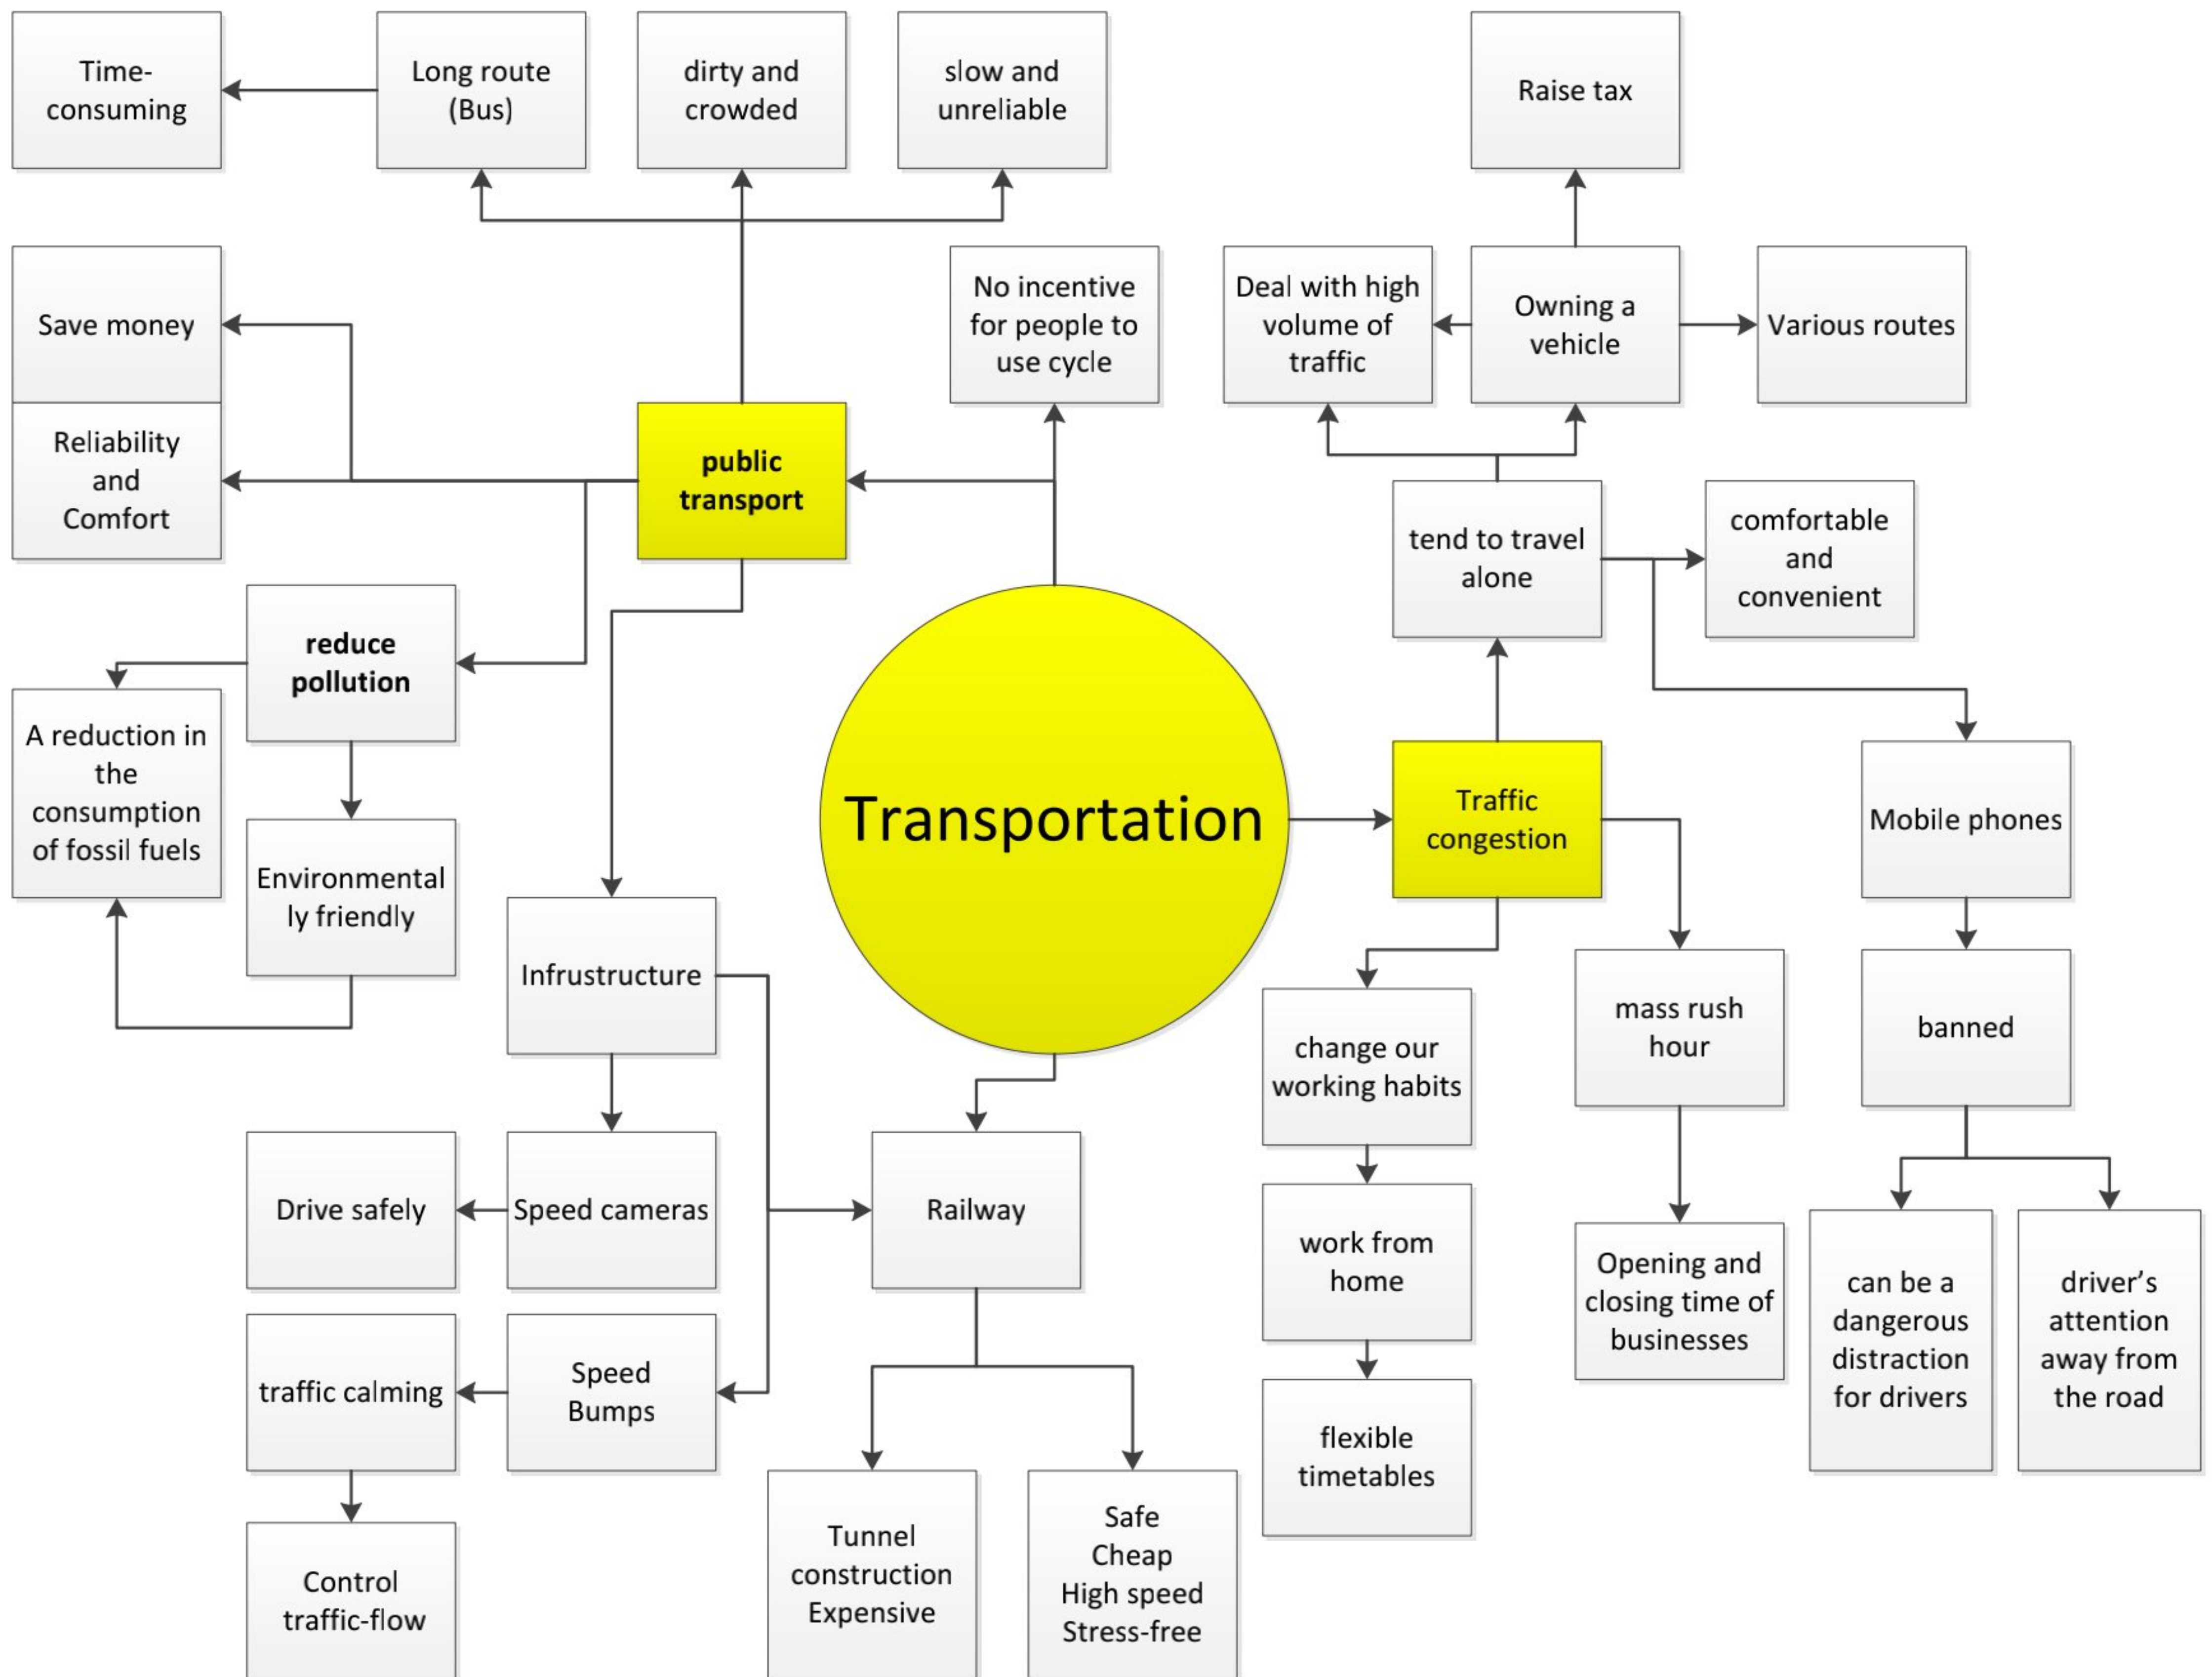 Time-
consuming
Long route
(Bus)
dirty and
crowded
slow and
unreliable
Raise tax
Save money
No incentive
for people to
use cycle
Deal with high
volume of
traffic
Owning a
vehicle
Various routes
Reliability
and
Comfort
public
transport
tend to travel
alone
comfortable
and
convenient
reduce
pollution
A reduction in
the
consumption
of fossil fuels
Environmental
ly friendly
Transportation
Traffic
congestion
Mobile phones
Infrustructure
change our
working habits
mass rush
hour
banned
Drive safely
Speed cameras
Railway
work from
home
Opening and
closing time of
businesses
can be a
dangerous
distraction
for drivers
driver’s
attention
away from
the road
traffic calming
Speed
Bumps
flexible
timetables
Control
traffic-flow
Tunnel
construction
Expensive
Safe
Cheap
High speed
Stress-free